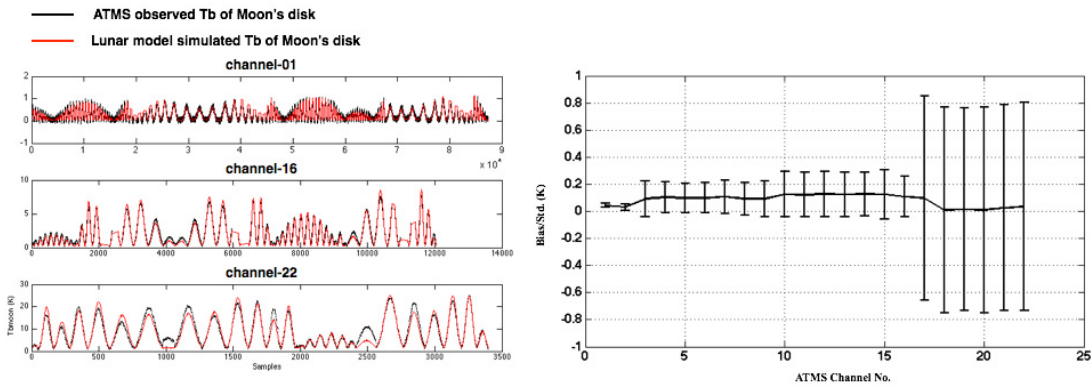 ATMS observed Tb of Moon's disk
Lunar model simulated Tb of Moon's disk
channel-01
2
1
0
-1
0 1 2 3 4 5 6 7 8 9
x 10⁴
channel-16
10
5
0
0 2000 4000 6000 8000 10000 12000 14000
channel-22
Tbmoon (K)
30
20
10
0
0 500 1000 1500 2000 2500 3000 3500
Samples
Bias/Std. (K)
1
0.8
0.6
0.4
0.2
0
-0.2
-0.4
-0.6
-0.8
-1
0 5 10 15 20 25
ATMS Channel No.